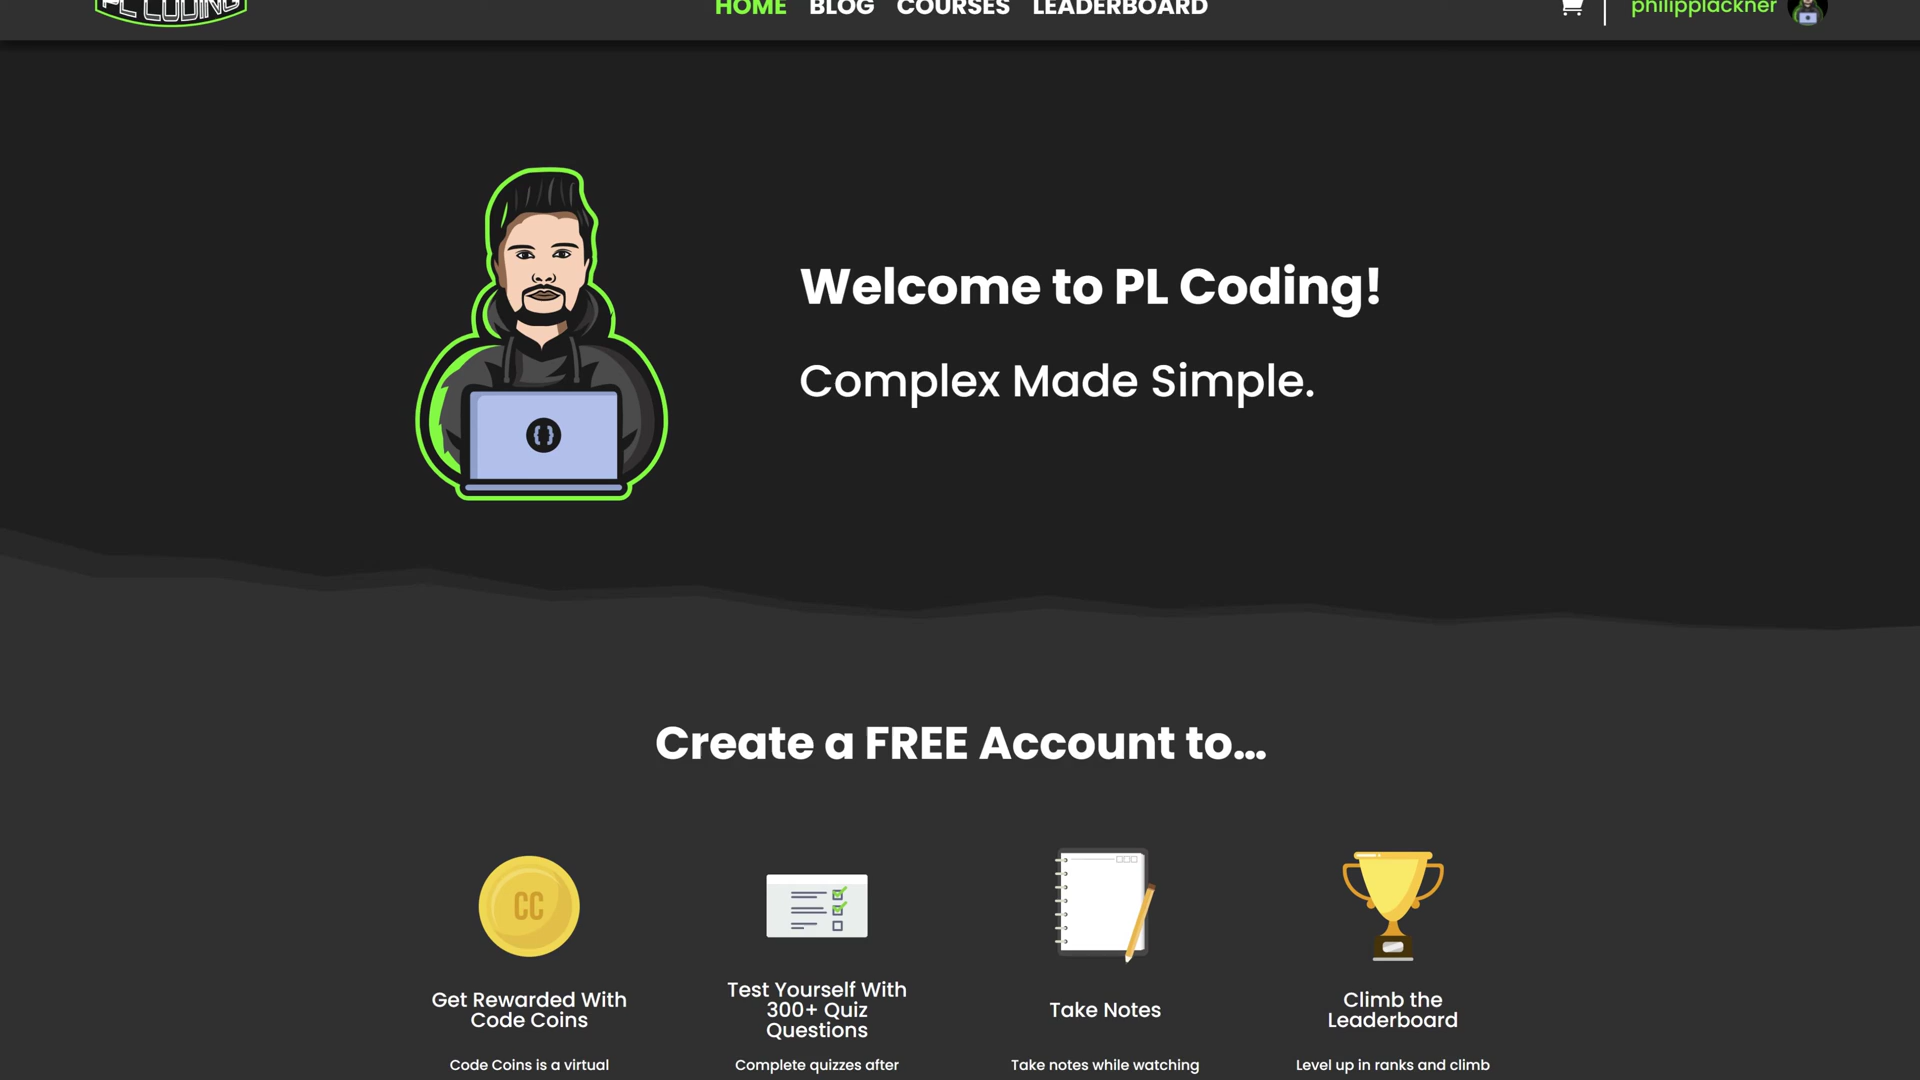 PL CODING
HOME BLOG COURSES LEADERBOARD
philipplackner
Welcome to PL Coding!
Complex Made Simple.
Create a FREE Account to...
CC
Get Rewarded With
Code Coins
Code Coins is a virtual
Test Yourself With
300+ Quiz
Questions
Complete quizzes after
Take Notes
Take notes while watching
Climb the
Leaderboard
Level up in ranks and climb